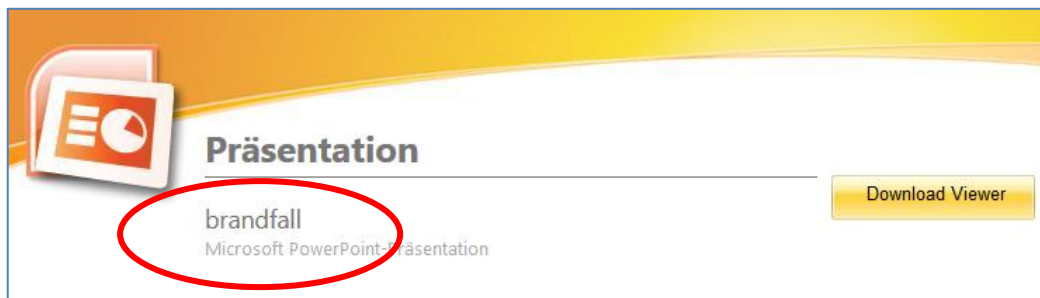 Präsentation
Download Viewer
brandfall
Microsoft PowerPoint-Präsentation